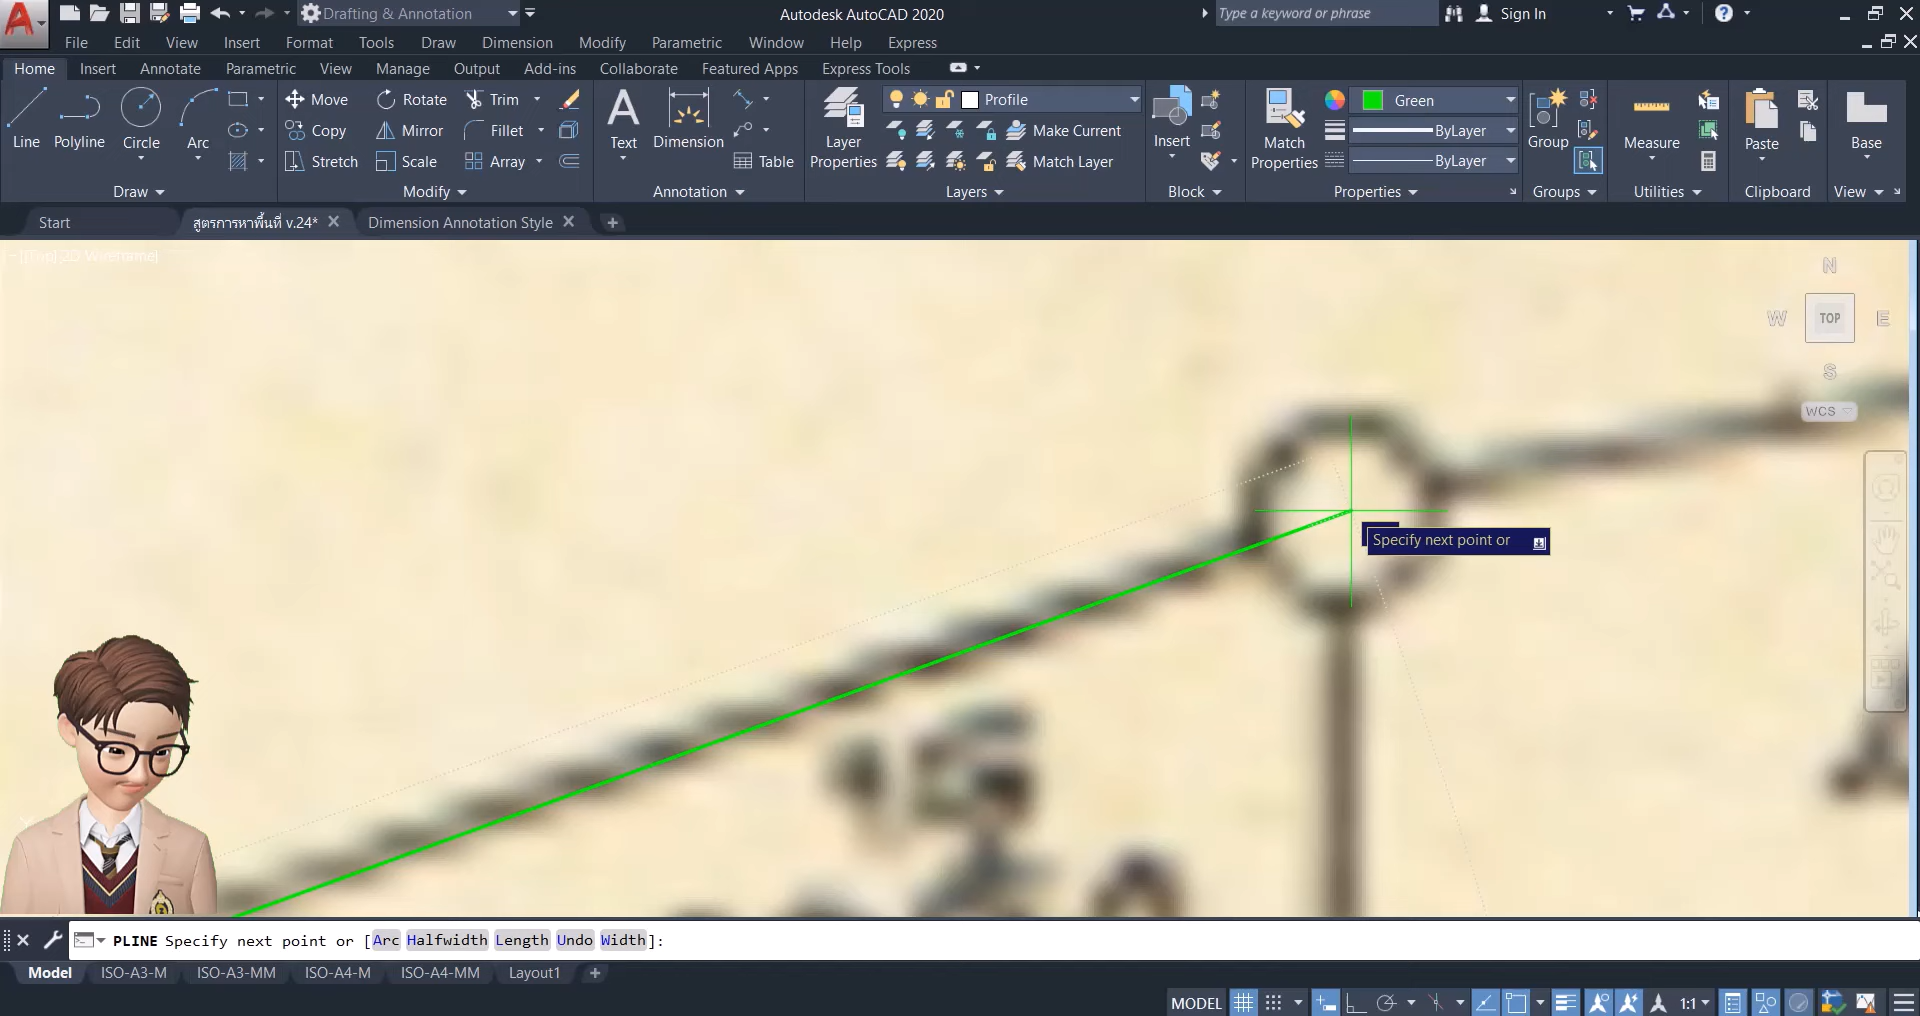 Drafting & Annotation
Autodesk AutoCAD 2020
Type a keyword or phrase
Sign In
File Edit View Insert Format Tools Draw Dimension Modify Parametric Window Help Express
Home Insert Annotate Parametric View Manage Output Add-ins Collaborate Featured Apps Express Tools
Line Polyline Circle Arc
Move Rotate Trim
Copy Mirror Fillet
Stretch Scale Array
Text Dimension Table
Layer Properties
Profile
Make Current
Match Layer
Insert
Match Properties
Green
ByLayer
ByLayer
Group
Measure
Paste
Base
Draw Modify Annotation Layers Block Properties Groups Utilities Clipboard View
Start สูตรการหาพื้นที่ v.24* Dimension Annotation Style
[Top] 2D Wireframe]
N
W TOP E
S
WCS
Specify next point or
PLINE Specify next point or [Arc Halfwidth Length Undo Width]:
Model ISO-A3-M ISO-A3-MM ISO-A4-M ISO-A4-MM Layout1
MODEL 1:1